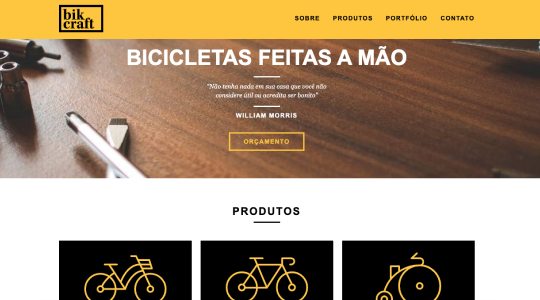 bik
craft
SOBRE PRODUTOS PORTFÓLIO CONTATO
BICICLETAS FEITAS A MÃO
"Não tenha nada em sua casa que você não
considere útil ou acredita ser bonito"
WILLIAM MORRIS
ORÇAMENTO
PRODUTOS